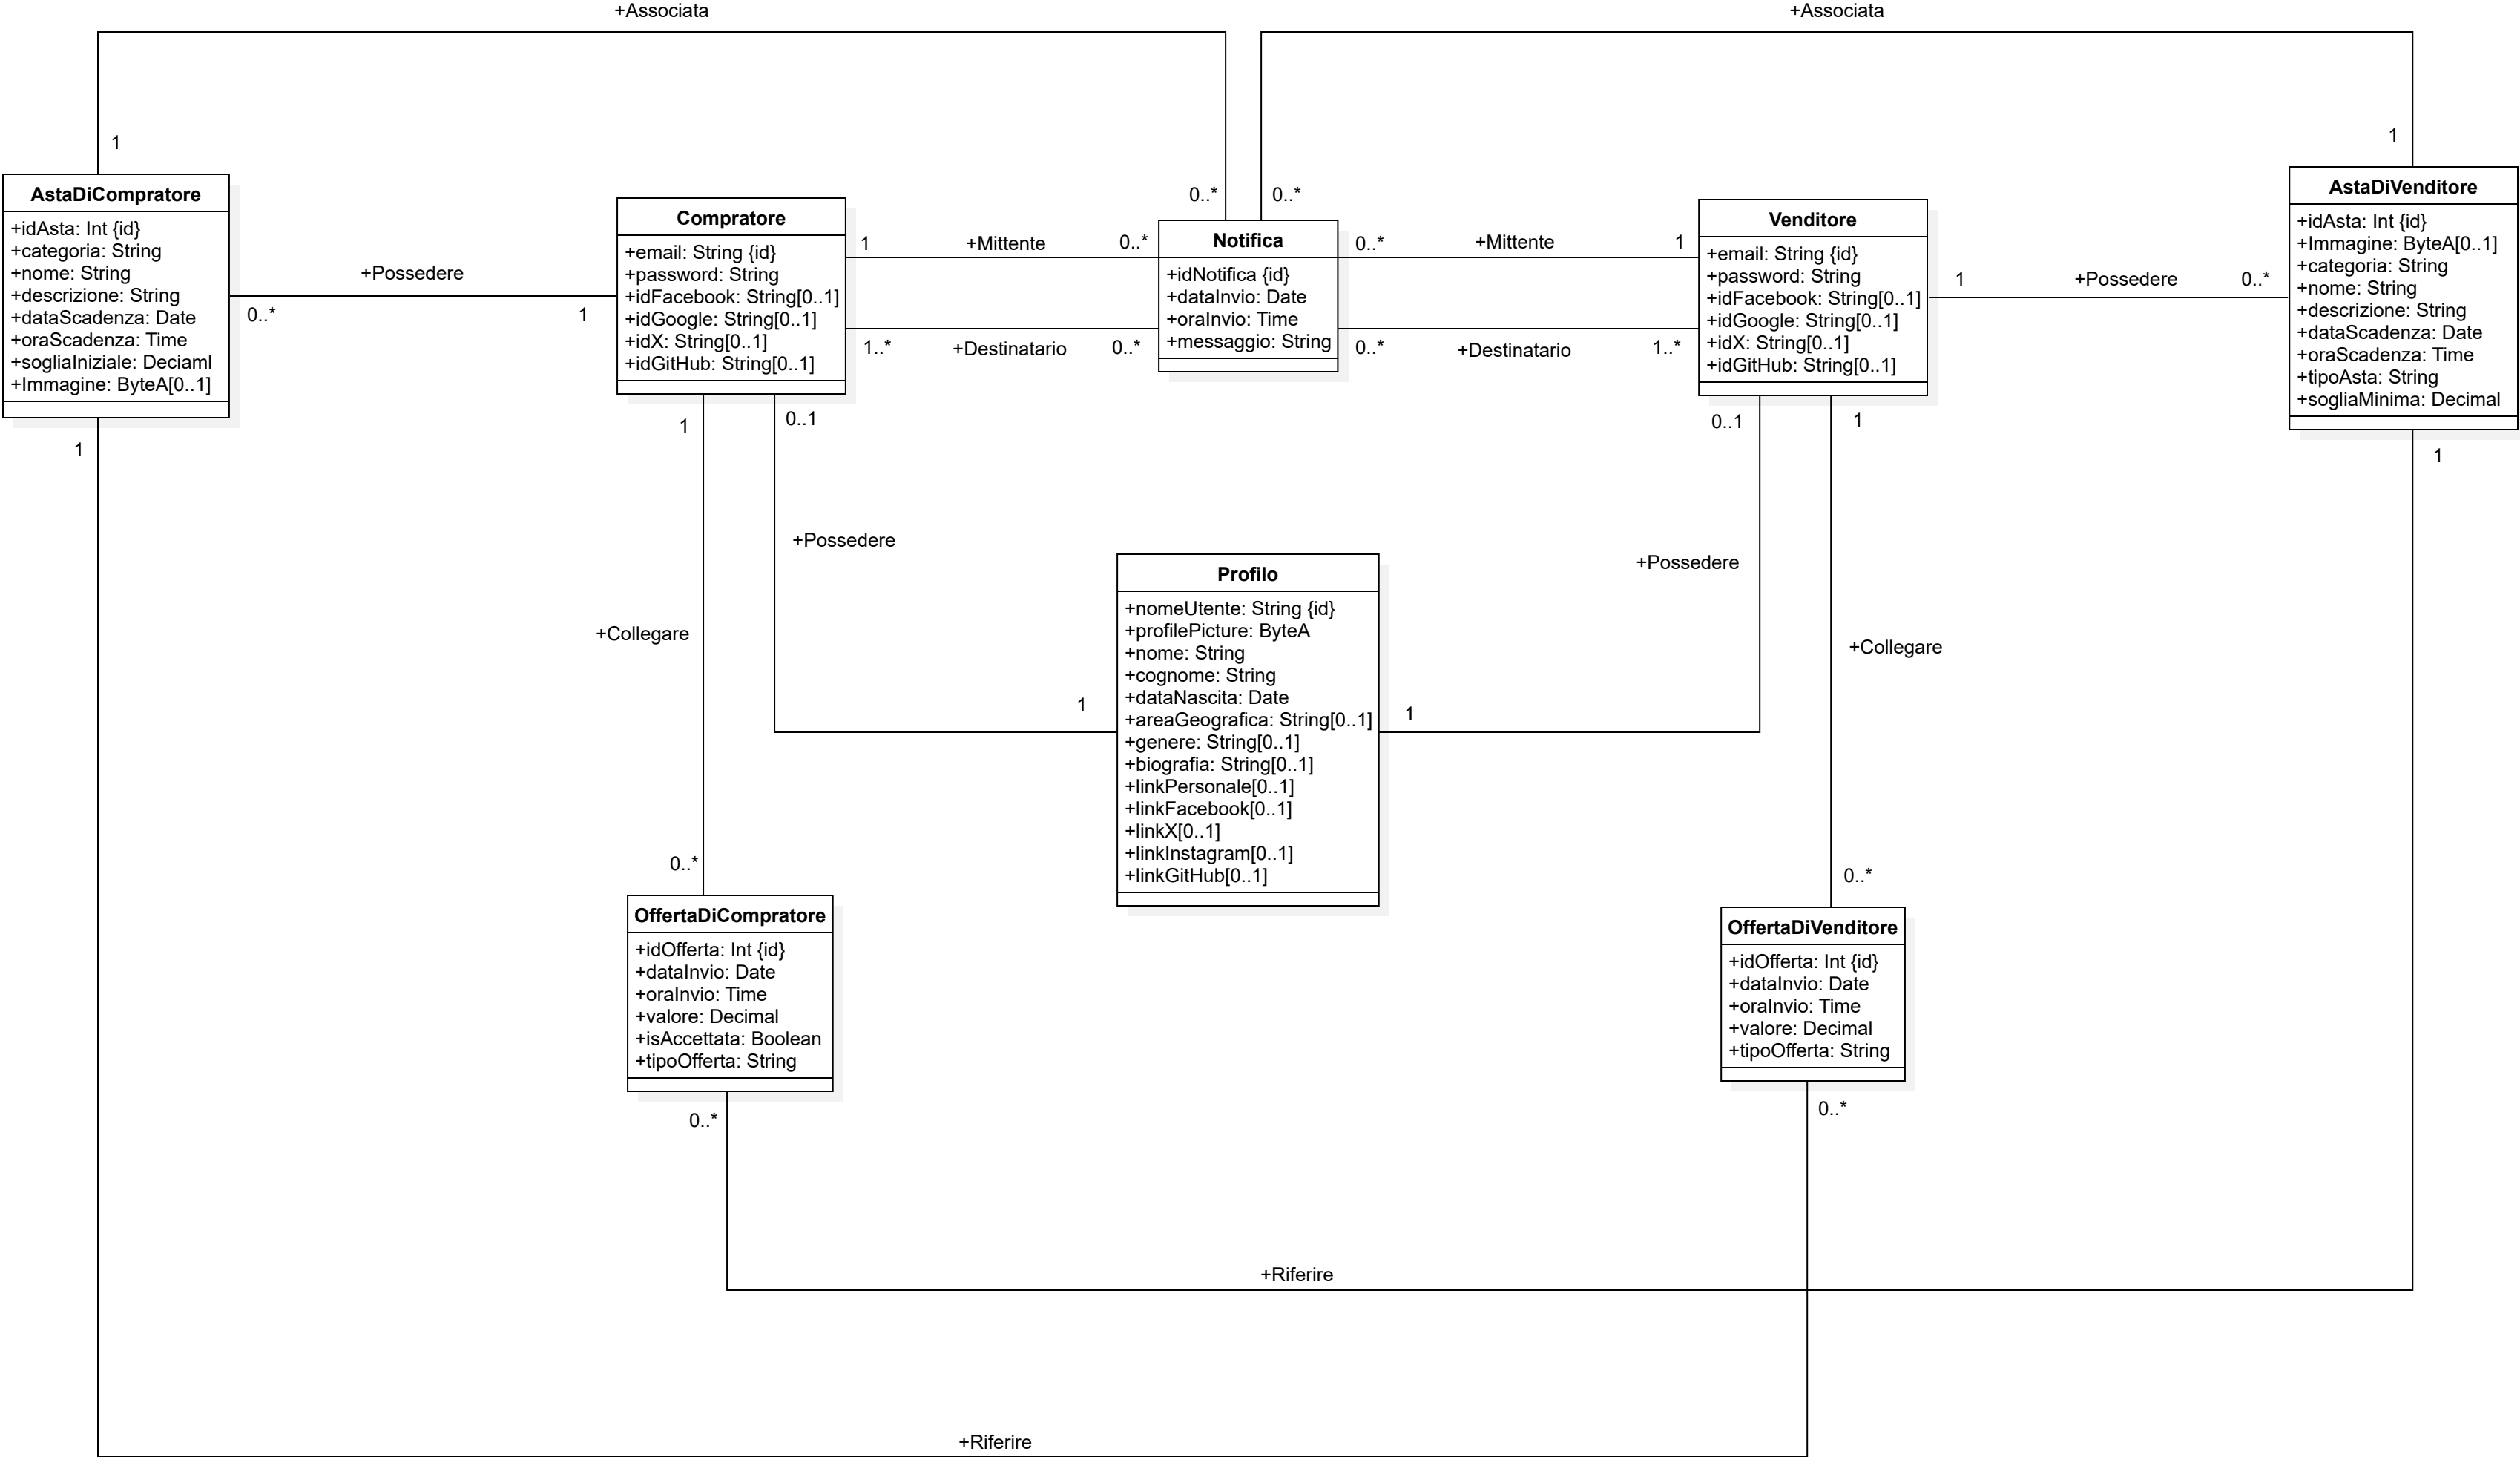 +Associata
+Associata
1
1
0..*
0..*
AstaDiCompratore
+idAsta: Int {id}
+categoria: String
+nome: String
+descrizione: String
+dataScadenza: Date
+oraScadenza: Time
+sogliaIniziale: Deciaml
+Immagine: ByteA[0..1]
+Possedere
0..*
1
Compratore
+email: String {id}
+password: String
+idFacebook: String[0..1]
+idGoogle: String[0..1]
+idX: String[0..1]
+idGitHub: String[0..1]
1
+Mittente
0..*
1..*
+Destinatario
0..*
Notifica
+idNotifica {id}
+dataInvio: Date
+oraInvio: Time
+messaggio: String
0..*
+Mittente
1
0..*
+Destinatario
1..*
Venditore
+email: String {id}
+password: String
+idFacebook: String[0..1]
+idGoogle: String[0..1]
+idX: String[0..1]
+idGitHub: String[0..1]
1
+Possedere
0..*
AstaDiVenditore
+idAsta: Int {id}
+Immagine: ByteA[0..1]
+categoria: String
+nome: String
+descrizione: String
+dataScadenza: Date
+oraScadenza: Time
+tipoAsta: String
+sogliaMinima: Decimal
1
1
0..1
0..1
1
1
+Possedere
+Possedere
+Collegare
+Collegare
1
1
Profilo
+nomeUtente: String {id}
+profilePicture: ByteA
+nome: String
+cognome: String
+dataNascita: Date
+areaGeografica: String[0..1]
+genere: String[0..1]
+biografia: String[0..1]
+linkPersonale[0..1]
+linkFacebook[0..1]
+linkX[0..1]
+linkInstagram[0..1]
+linkGitHub[0..1]
0..*
0..*
OffertaDiCompratore
+idOfferta: Int {id}
+dataInvio: Date
+oraInvio: Time
+valore: Decimal
+isAccettata: Boolean
+tipoOfferta: String
OffertaDiVenditore
+idOfferta: Int {id}
+dataInvio: Date
+oraInvio: Time
+valore: Decimal
+tipoOfferta: String
0..*
0..*
+Riferire
+Riferire